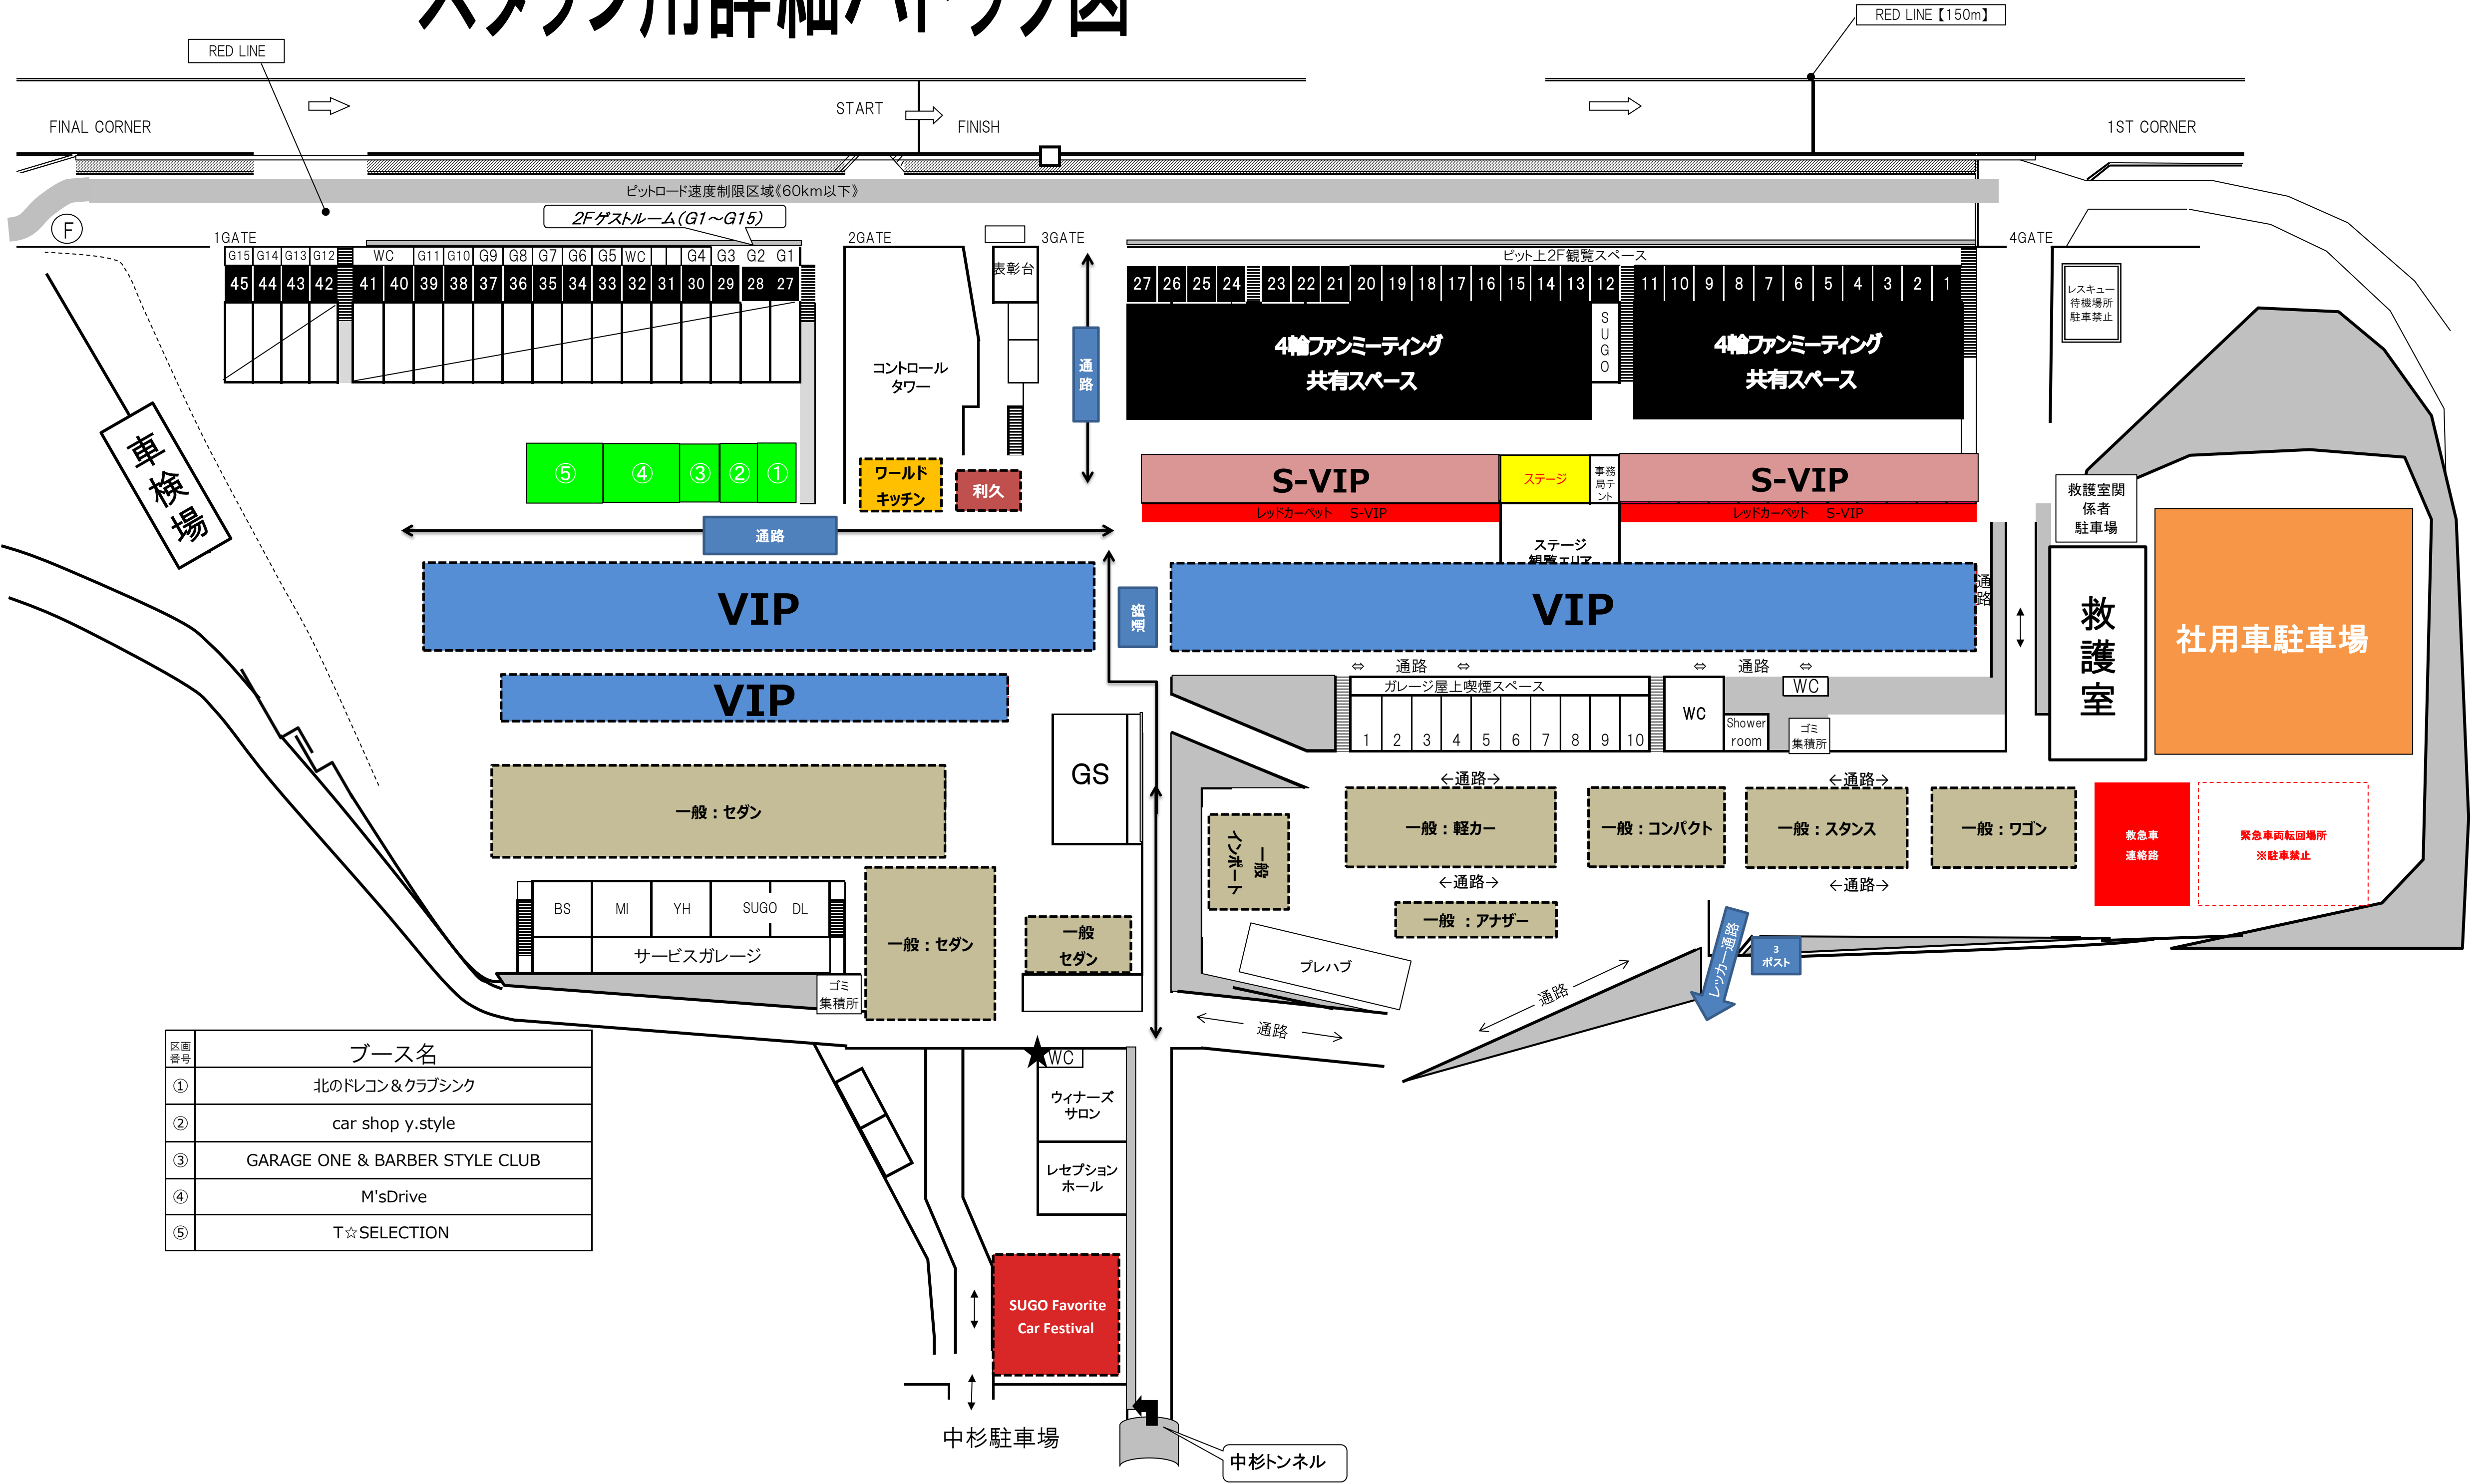 RED LINE【150m】
RED LINE
START
FINAL CORNER
FINISH
1ST CORNER
ピットロード速度制限区域《60km以下》
2Fゲストルーム(G1～G15)
F
1GATE
2GATE
3GATE
4GATE
G15 G14 G13 G12 WC G11 G10 G9 G8 G7 G6 G5 WC G4 G3 G2 G1
ピット上2F観覧スペース
表彰台
45 44 43 42 41 40 39 38 37 36 35 34 33 32 31 30 29 28 27
27 26 25 24 23 22 21 20 19 18 17 16 15 14 13 12 11 10 9 8 7 6 5 4 3 2 1
レスキュー
待機場所
駐車禁止
SUGO
4輪ファンミーティング
共有スペース
4輪ファンミーティング
共有スペース
通路
コントロール
タワー
車検場
⑤ ④ ③ ② ①
ワールド
キッチン
利久
S-VIP
ステージ
事務
局テ
ント
S-VIP
レッドカーペット S-VIP
レッドカーペット S-VIP
救護室関
係者
駐車場
通路
ステージ
観覧エリア
VIP
通路
VIP
通路
救護室
社用車駐車場
VIP
⇔ 通路 ⇔
⇔ 通路 ⇔
ガレージ屋上喫煙スペース
WC
WC
1 2 3 4 5 6 7 8 9 10
Shower
room
ゴミ
集積所
GS
←通路→
←通路→
一般：セダン
一般
インポート
一般：軽カー
一般：コンパクト
一般：スタンス
一般：ワゴン
救急車
連絡路
緊急車両転回場所
※駐車禁止
←通路→
←通路→
BS MI YH SUGO DL
サービスガレージ
一般：セダン
一般
セダン
一般 ：アナザー
レッカー通路
3
ポスト
プレハブ
通路
ゴミ
集積所
通路
WC
ウィナーズ
サロン
レセプション
ホール
区画
番号
ブース名
① 北のドレコン＆クラブシンク
② car shop y.style
③ GARAGE ONE & BARBER STYLE CLUB
④ M'sDrive
⑤ T☆SELECTION
SUGO Favorite
Car Festival
中杉駐車場
中杉トンネル